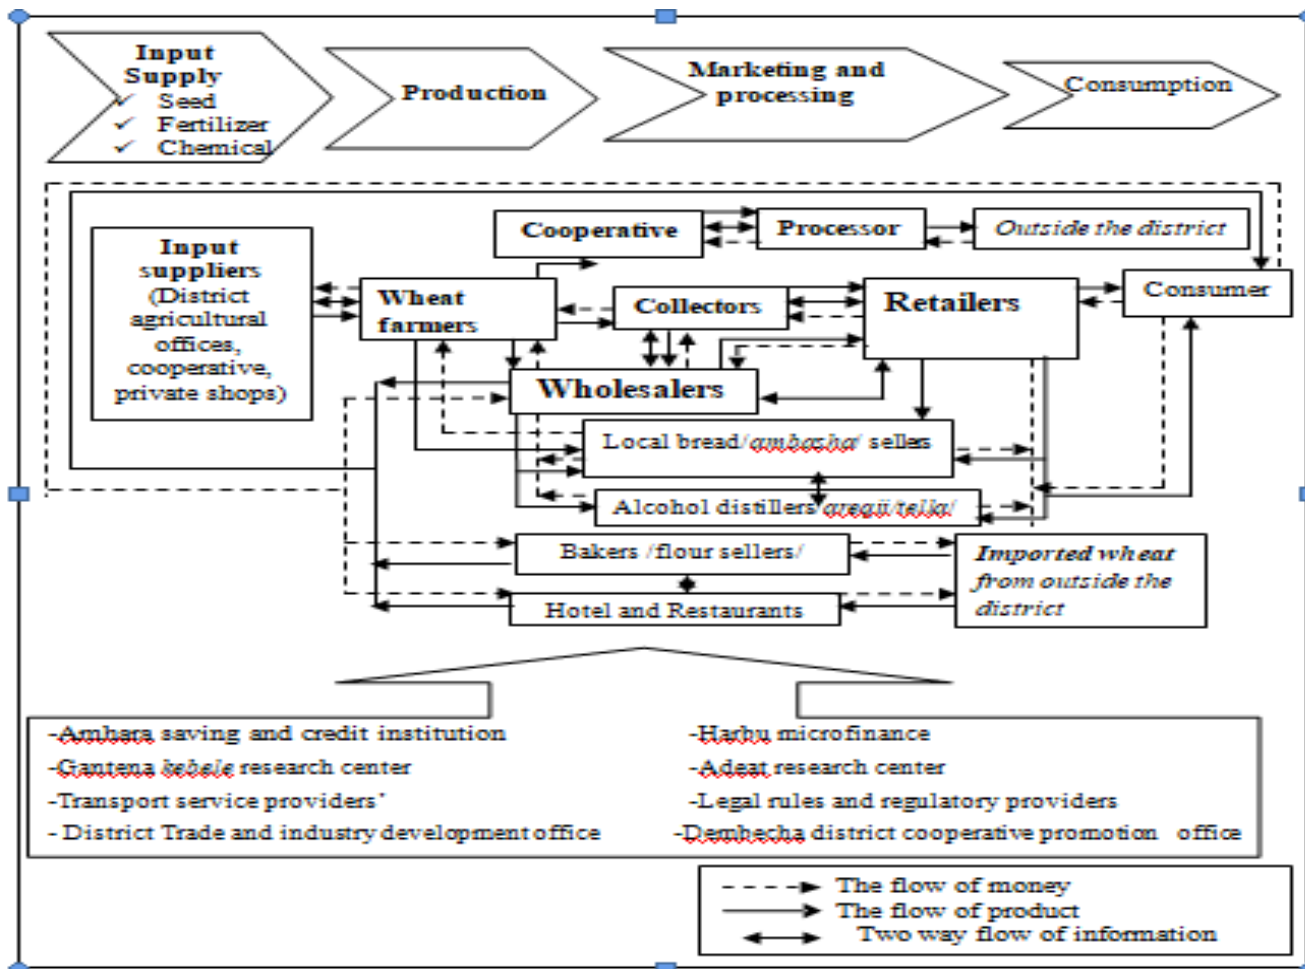 Input
Supply
✓ Seed
✓ Fertilizer
✓ Chemical
Production
Marketing and
processing
Consumption
Input
suppliers
(District
agricultural
offices,
cooperative,
private shops)
Cooperative
Processor
Outside the district
Wheat
farmers
Collectors
Retailers
Consumer
Wholesalers
Local bread/ambasha/ sellers
Alcohol distillers areqii/tella/
Bakers /flour sellers/
Hotel and Restaurants
Imported wheat
from outside the
district
-Amhara saving and credit institution
-Gantena kebele research center
-Transport service providers'
- District Trade and industry development office
-Harbu microfinance
-Adeat research center
-Legal rules and regulatory providers
-Dembecha district cooperative promotion office
The flow of money
The flow of product
Two way flow of information